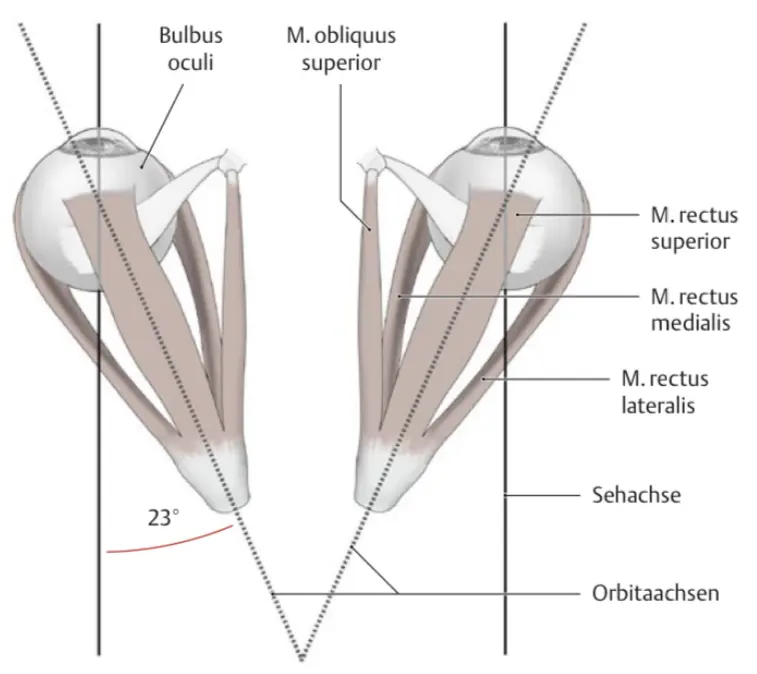 Bulbus
oculi
M. obliquus
superior
M. rectus
superior
M. rectus
medialis
M. rectus
lateralis
Sehachse
23°
Orbitaachsen